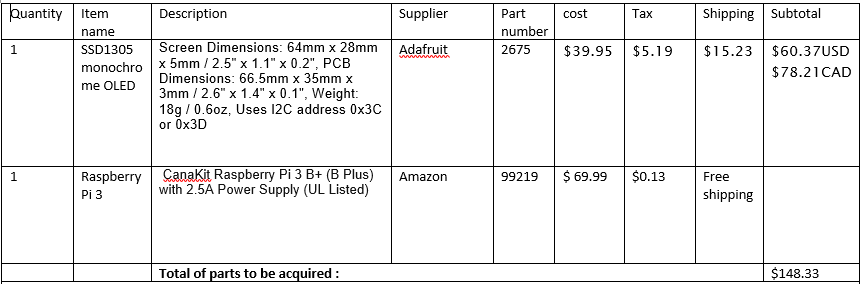 Quantity Item name Description Supplier Part number cost Tax Shipping Subtotal
1 SSD1305 monochro me OLED Screen Dimensions: 64mm x 28mm x 5mm / 2.5" x 1.1" x 0.2", PCB Dimensions: 66.5mm x 35mm x 3mm / 2.6" x 1.4" x 0.1", Weight: 18g / 0.6oz, Uses I2C address 0x3C or 0x3D Adafruit 2675 $39.95 $5.19 $15.23 $60.37USD $78.21CAD
1 Raspberry Pi 3 CanaKit Raspberry Pi 3 B+ (B Plus) with 2.5A Power Supply (UL Listed) Amazon 99219 $ 69.99 $0.13 Free shipping
Total of parts to be acquired : $148.33